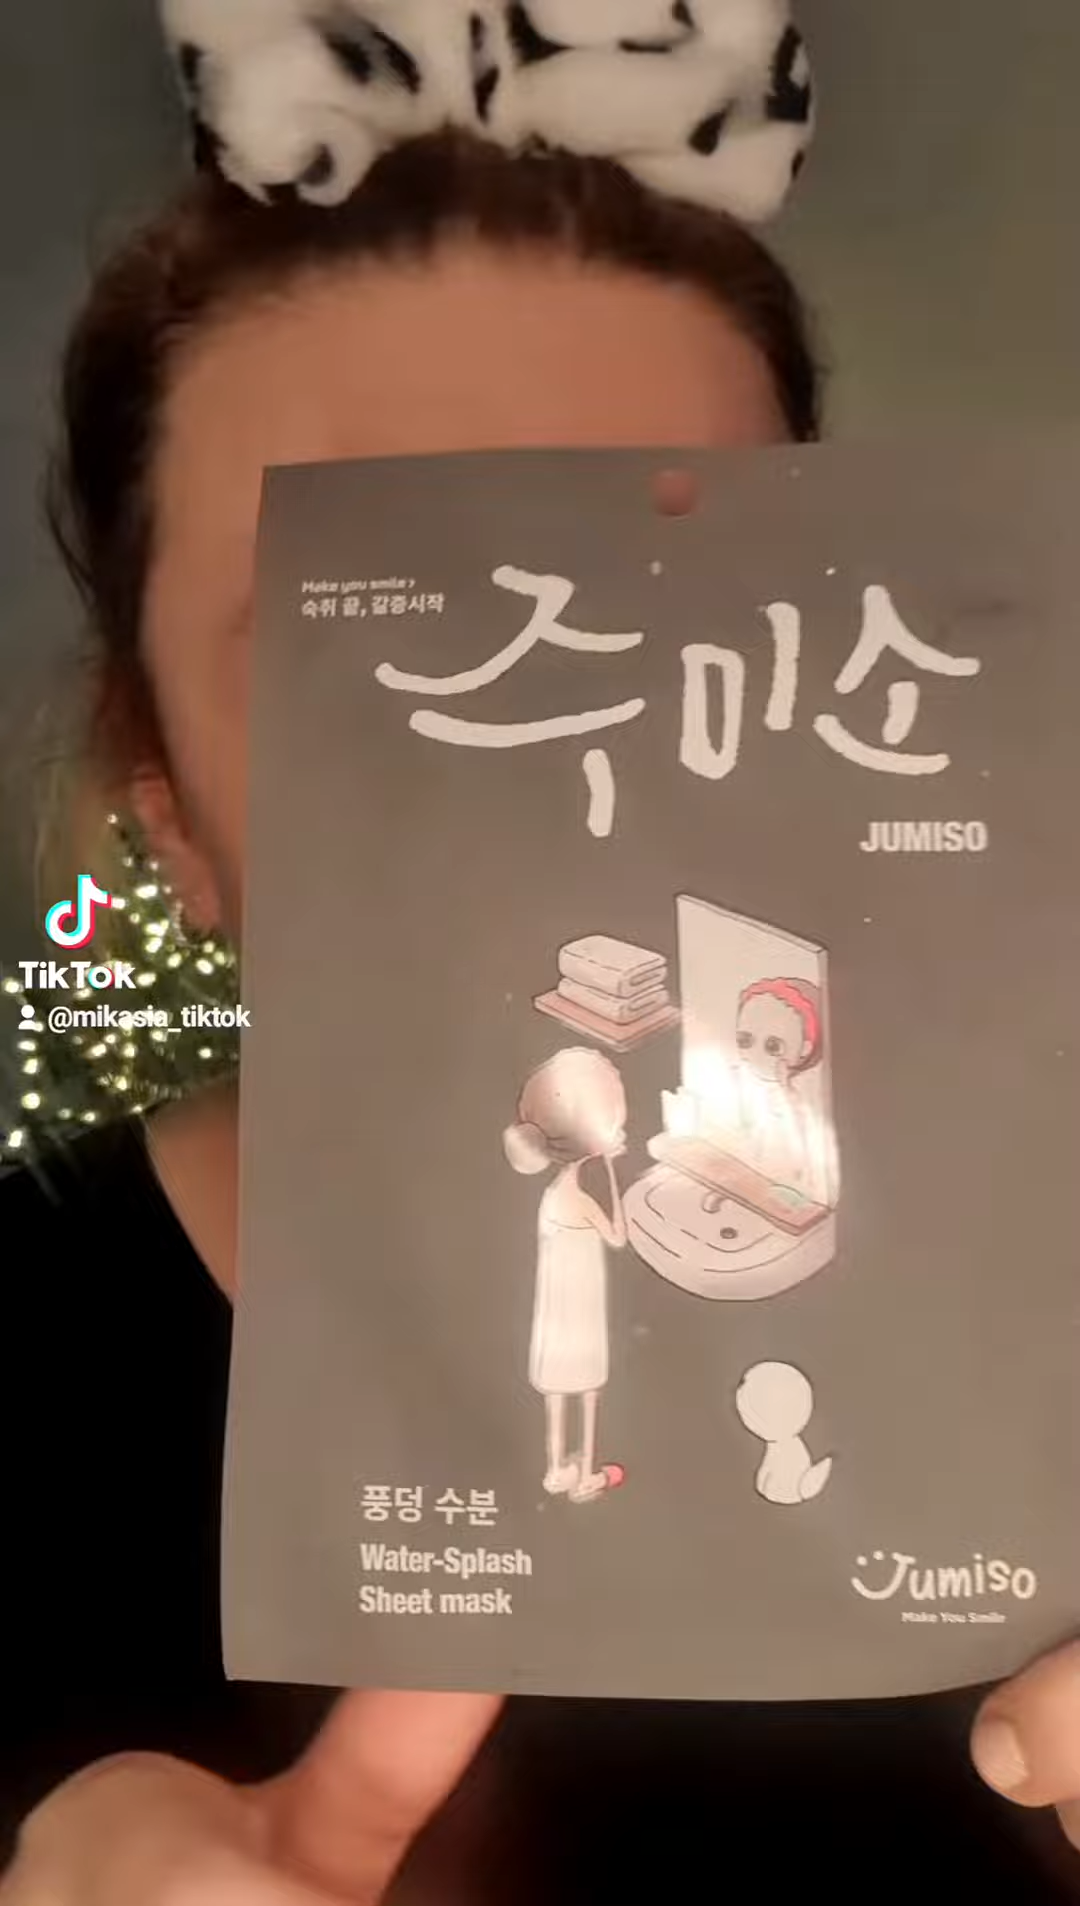 Make you smile :)
숙취 끝, 갈증시작
주미소
JUMISO
TikTok
@mikasia_tiktok
풍덩 수분
Water-Splash
Sheet mask
Jumiso
Make You Smile